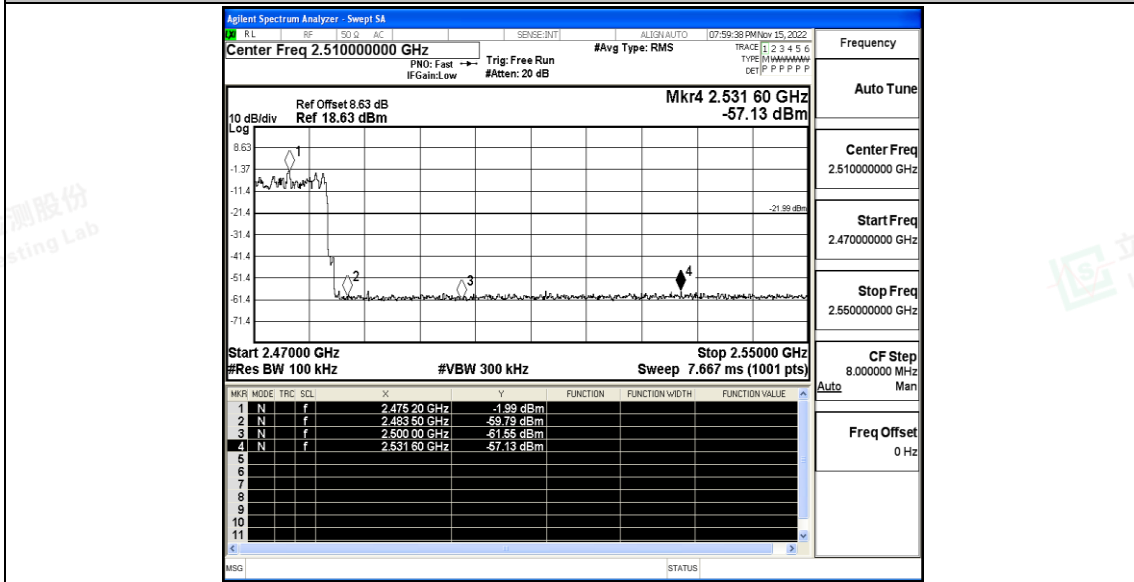 Agilent Spectrum Analyzer - Swept SA
LXI RL RF 50 Ω AC SENSE:INT ALIGNAUTO 07:59:38 PMNov 15, 2022
Center Freq 2.510000000 GHz
PNO: Fast
IFGain:Low
Trig: Free Run
#Atten: 20 dB
#Avg Type: RMS
TRACE 1 2 3 4 5 6
TYPE M
DET P P P P P P
Ref Offset 8.63 dB
10 dB/div Ref 18.63 dBm
Log
Mkr4 2.531 60 GHz
-57.13 dBm
8.63
-1.37
-11.4
-21.4
-31.4
-41.4
-51.4
-61.4
-71.4
1
2
3
4
-21.99 dBm
Start 2.47000 GHz Stop 2.55000 GHz
#Res BW 100 kHz #VBW 300 kHz Sweep 7.667 ms (1001 pts)
MKR MODE TRC SCL X Y FUNCTION FUNCTION WIDTH FUNCTION VALUE
1 N f 2.475 20 GHz -1.99 dBm
2 N f 2.483 50 GHz -59.79 dBm
3 N f 2.500 00 GHz -61.55 dBm
4 N f 2.531 60 GHz -57.13 dBm
5
6
7
8
9
10
11
MSG STATUS
Frequency
Auto Tune
Center Freq
2.510000000 GHz
Start Freq
2.470000000 GHz
Stop Freq
2.550000000 GHz
CF Step
8.000000 MHz
Auto Man
Freq Offset
0 Hz
测股份
sting Lab
立